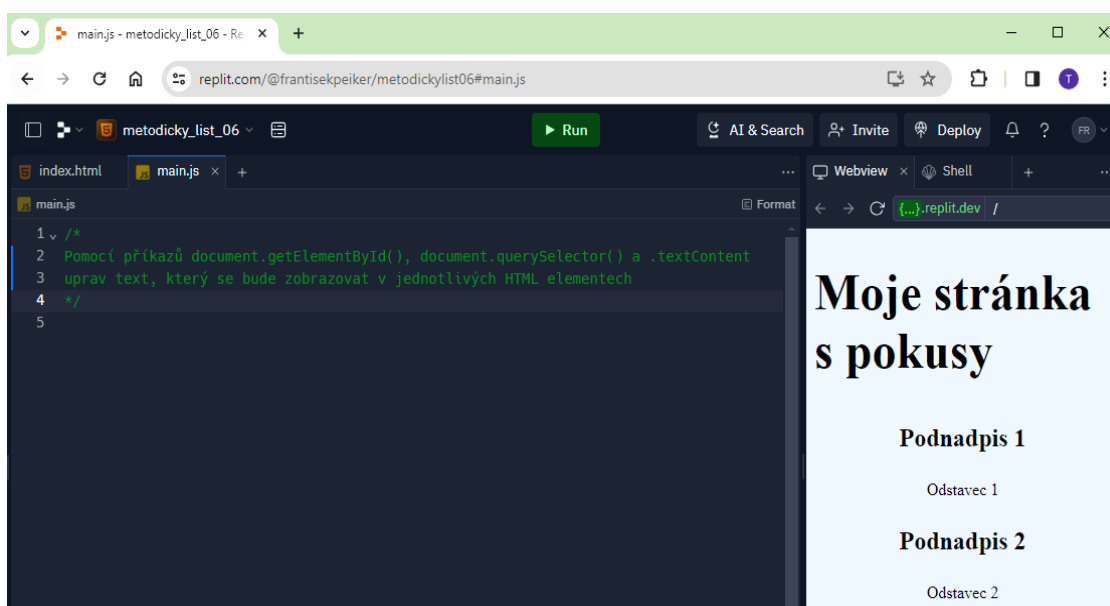 main.js - metodicky_list_06 - Re
replit.com/@frantisekpeiker/metodickylist06#main.js
T
metodicky_list_06
Run
AI & Search
Invite
Deploy
?
FR
index.html
main.js
Webview
Shell
main.js
Format
{...}.replit.dev /
1 /*
2 Pomocí příkazů document.getElementById(), document.querySelector() a .textContent
3 uprav text, který se bude zobrazovat v jednotlivých HTML elementech
4 */
5
Moje stránka
s pokusy
Podnadpis 1
Odstavec 1
Podnadpis 2
Odstavec 2